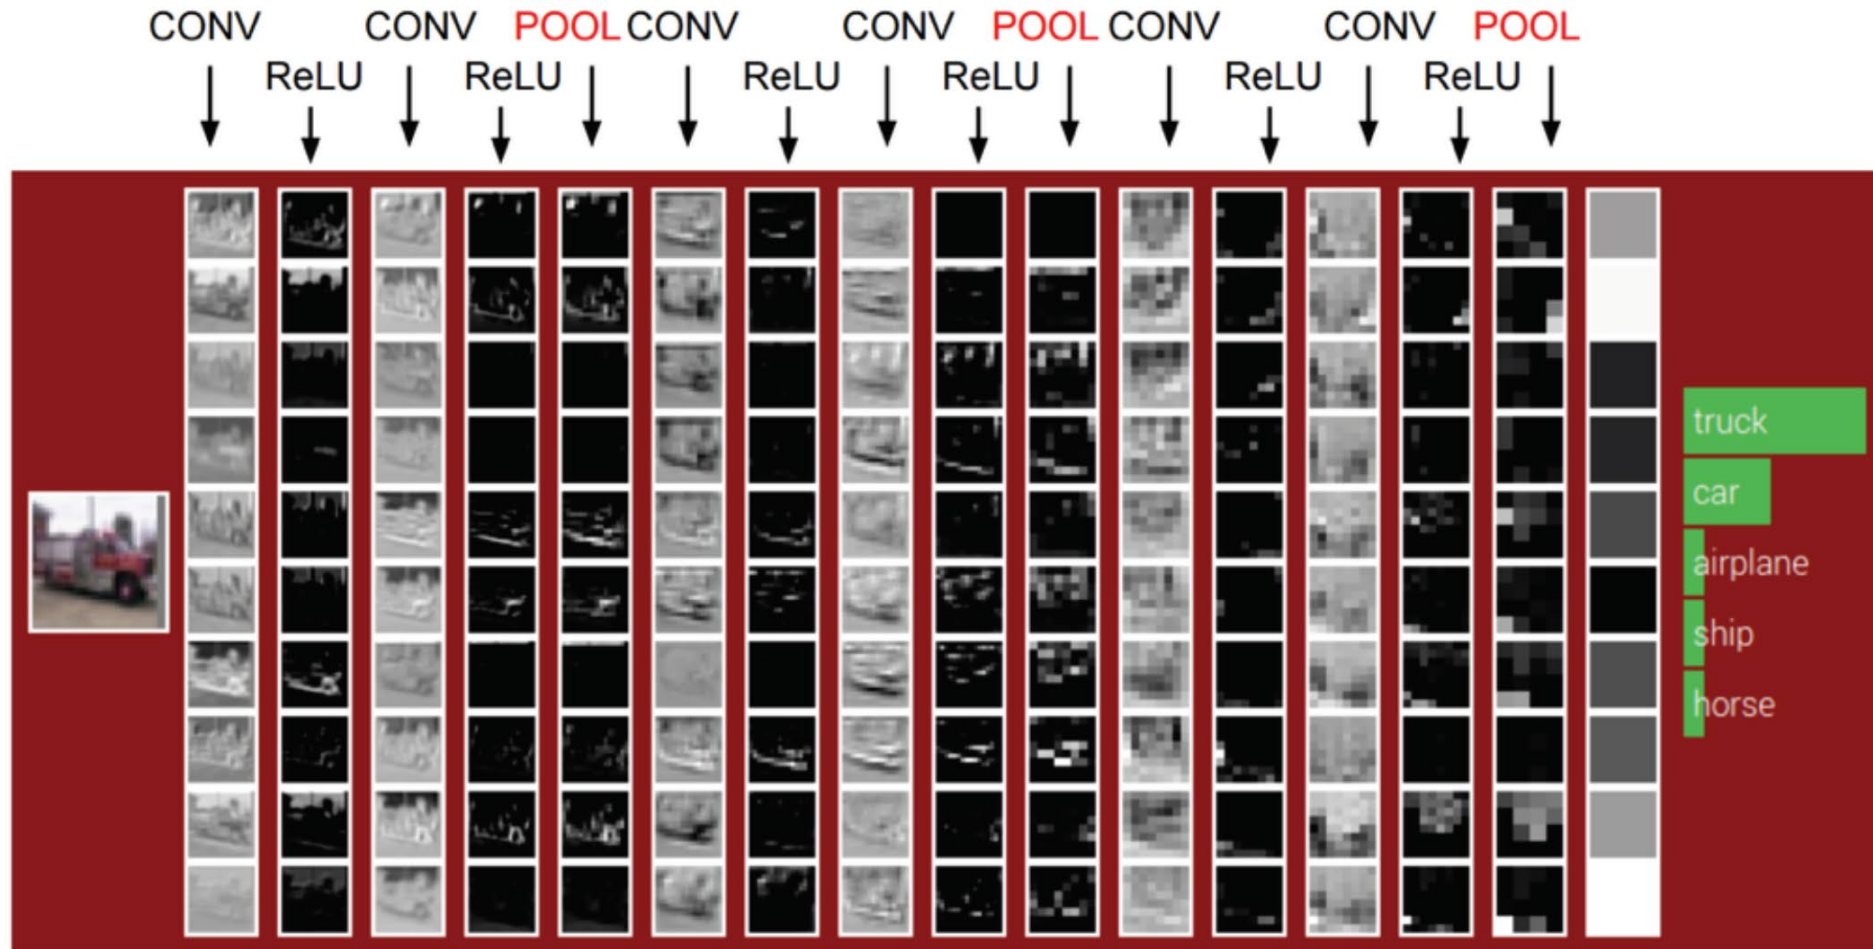 CONV CONV POOL CONV CONV POOL CONV CONV POOL
ReLU ReLU ReLU ReLU ReLU ReLU
truck
car
airplane
ship
horse